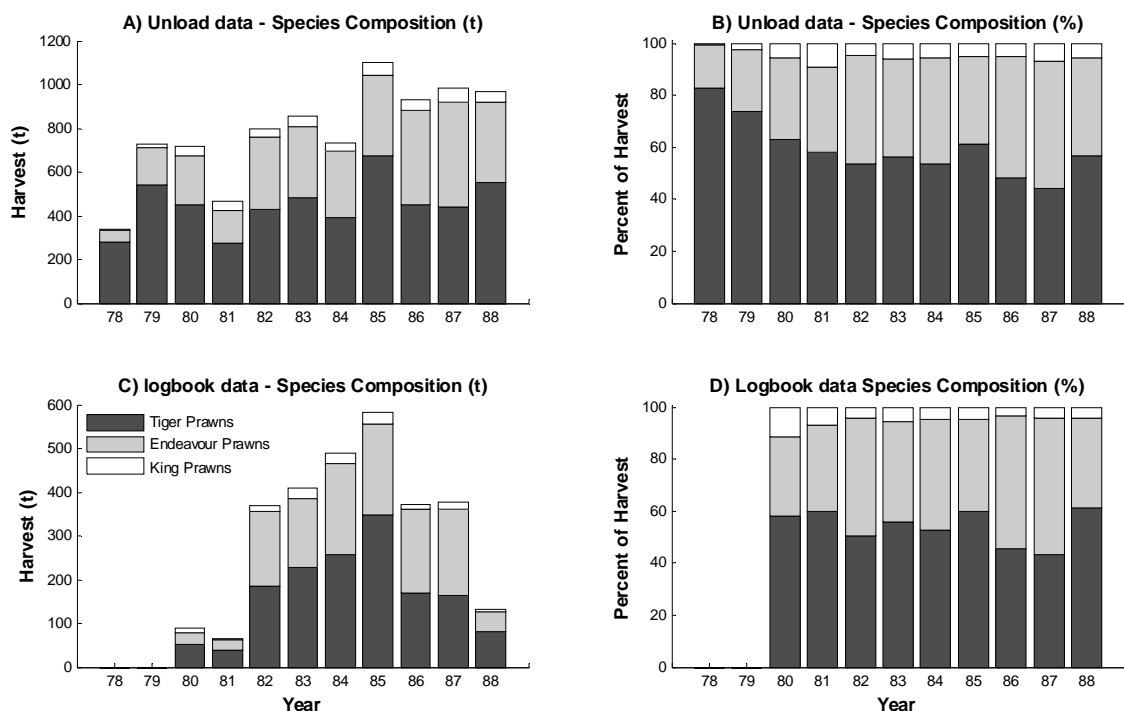 A) Unload data - Species Composition (t)
1200
1000
800
600
400
200
0
Harvest (t)
78 79 80 81 82 83 84 85 86 87 88
B) Unload data - Species Composition (%)
100
80
60
40
20
0
Percent of Harvest
78 79 80 81 82 83 84 85 86 87 88
C) logbook data - Species Composition (t)
600
500
400
300
200
100
0
Harvest (t)
Tiger Prawns
Endeavour Prawns
King Prawns
78 79 80 81 82 83 84 85 86 87 88
Year
D) Logbook data Species Composition (%)
100
80
60
40
20
0
Percent of Harvest
78 79 80 81 82 83 84 85 86 87 88
Year